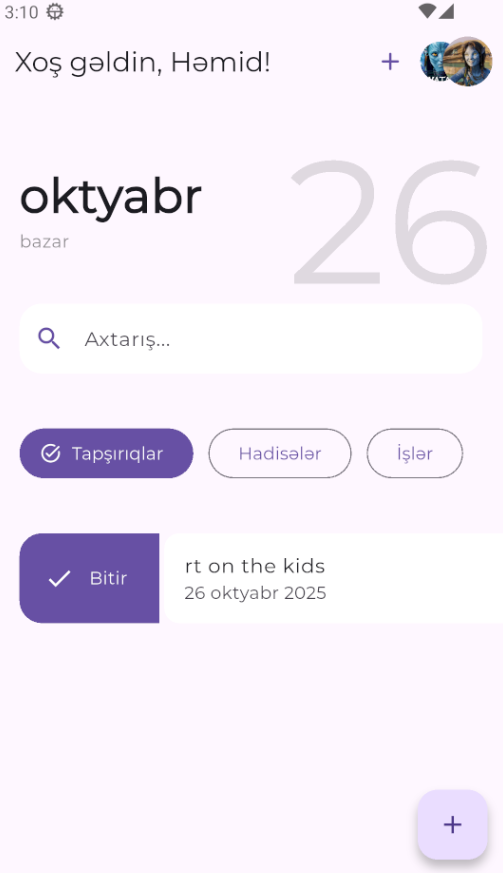 3:10
Xoş gəldin, Həmid!
oktyabr
26
bazar
Axtarış...
Tapşırıqlar
Hadisələr
İşlər
Bitir
rt on the kids
26 oktyabr 2025